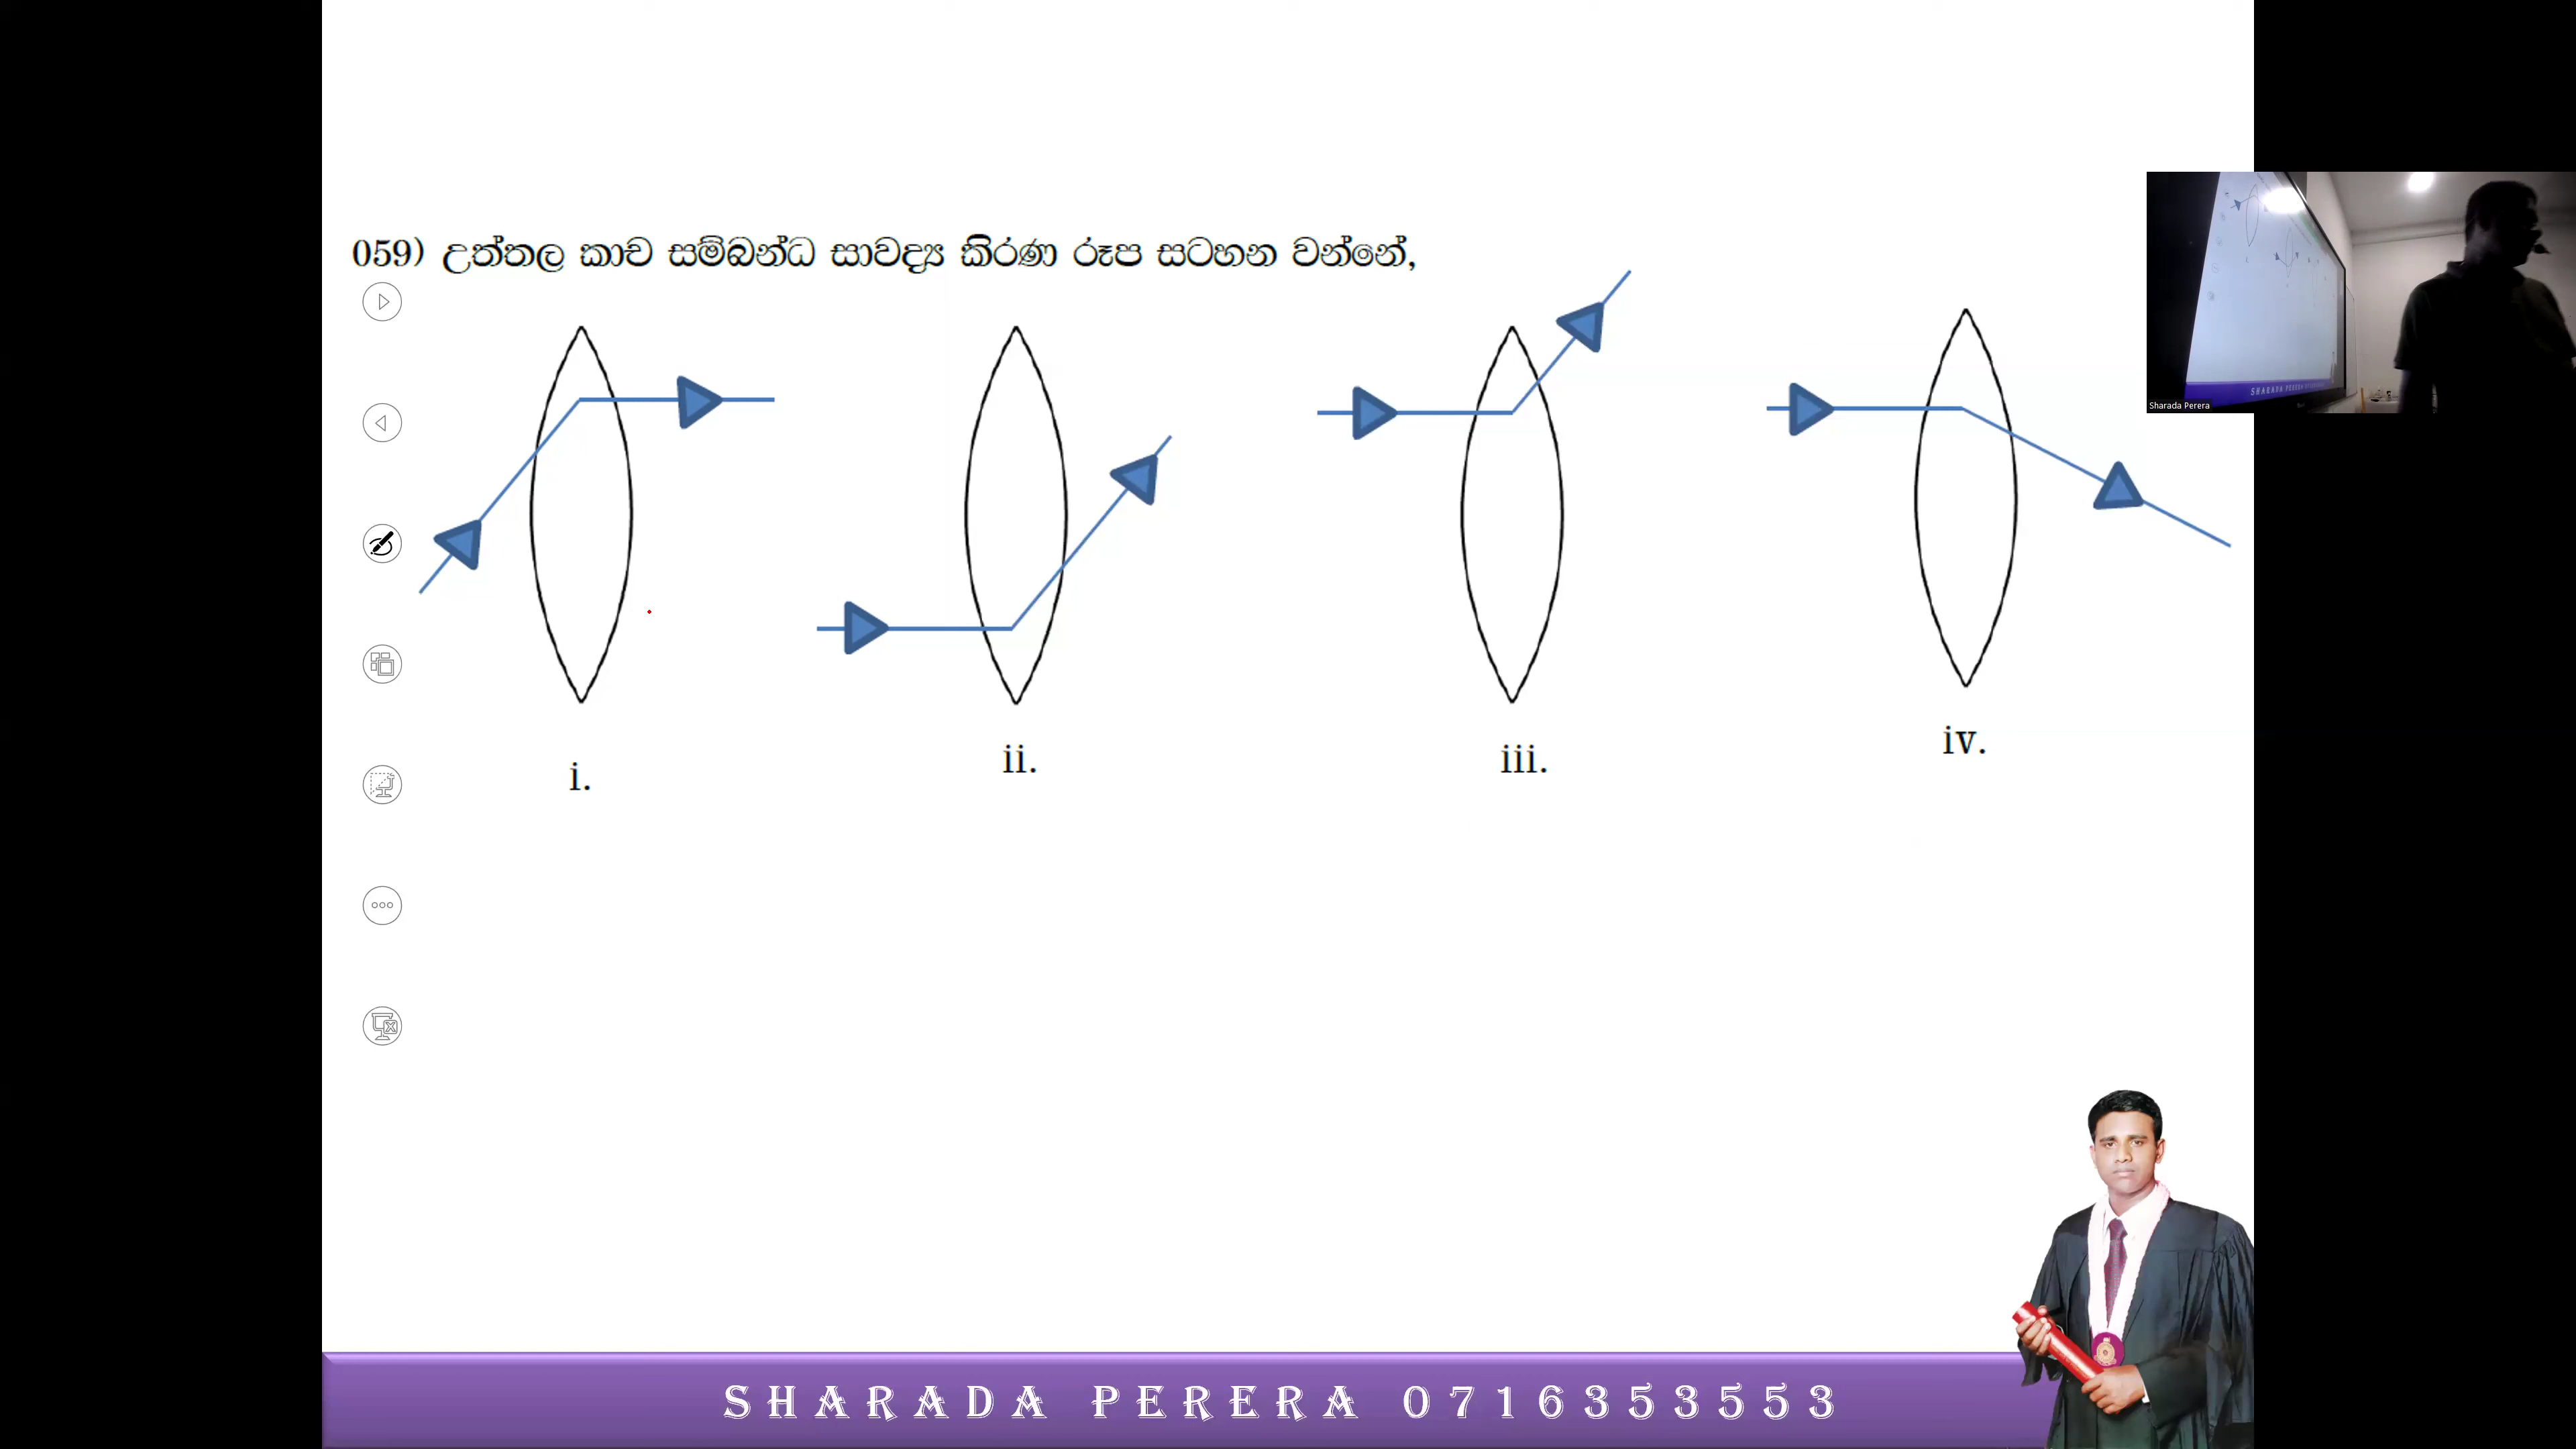 059) උත්තල කාච සම්බන්ධ සාවද්‍ය කිරණ රූප සටහන වන්නේ,
Sharada Perera
i.
ii.
iii.
iv.
SHARADA PERERA 0716353553